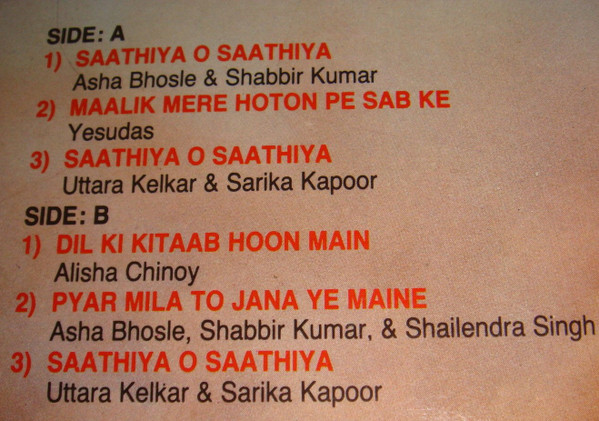 SIDE: A
1) SAATHIYA O SAATHIYA
Asha Bhosle & Shabbir Kumar
2) MAALIK MERE HOTON PE SAB KE
Yesudas
3) SAATHIYA O SAATHIYA
Uttara Kelkar & Sarika Kapoor
SIDE: B
1) DIL KI KITAAB HOON MAIN
Alisha Chinoy
2) PYAR MILA TO JANA YE MAINE
Asha Bhosle, Shabbir Kumar, & Shailendra Singh
3) SAATHIYA O SAATHIYA
Uttara Kelkar & Sarika Kapoor